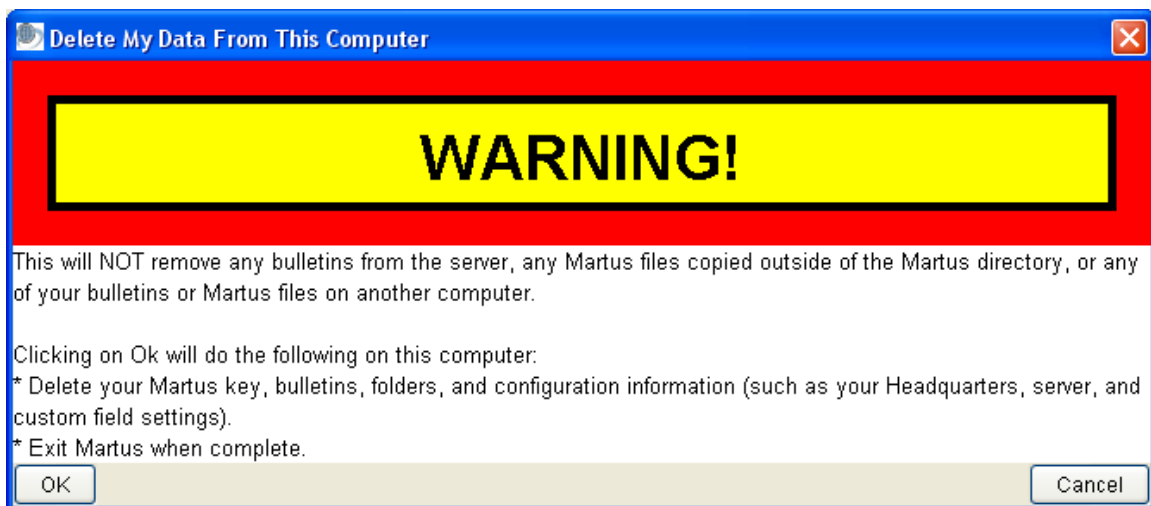 Delete My Data From This Computer
WARNING!
This will NOT remove any bulletins from the server, any Martus files copied outside of the Martus directory, or any
of your bulletins or Martus files on another computer.
Clicking on Ok will do the following on this computer:
* Delete your Martus key, bulletins, folders, and configuration information (such as your Headquarters, server, and
custom field settings).
* Exit Martus when complete.
OK
Cancel